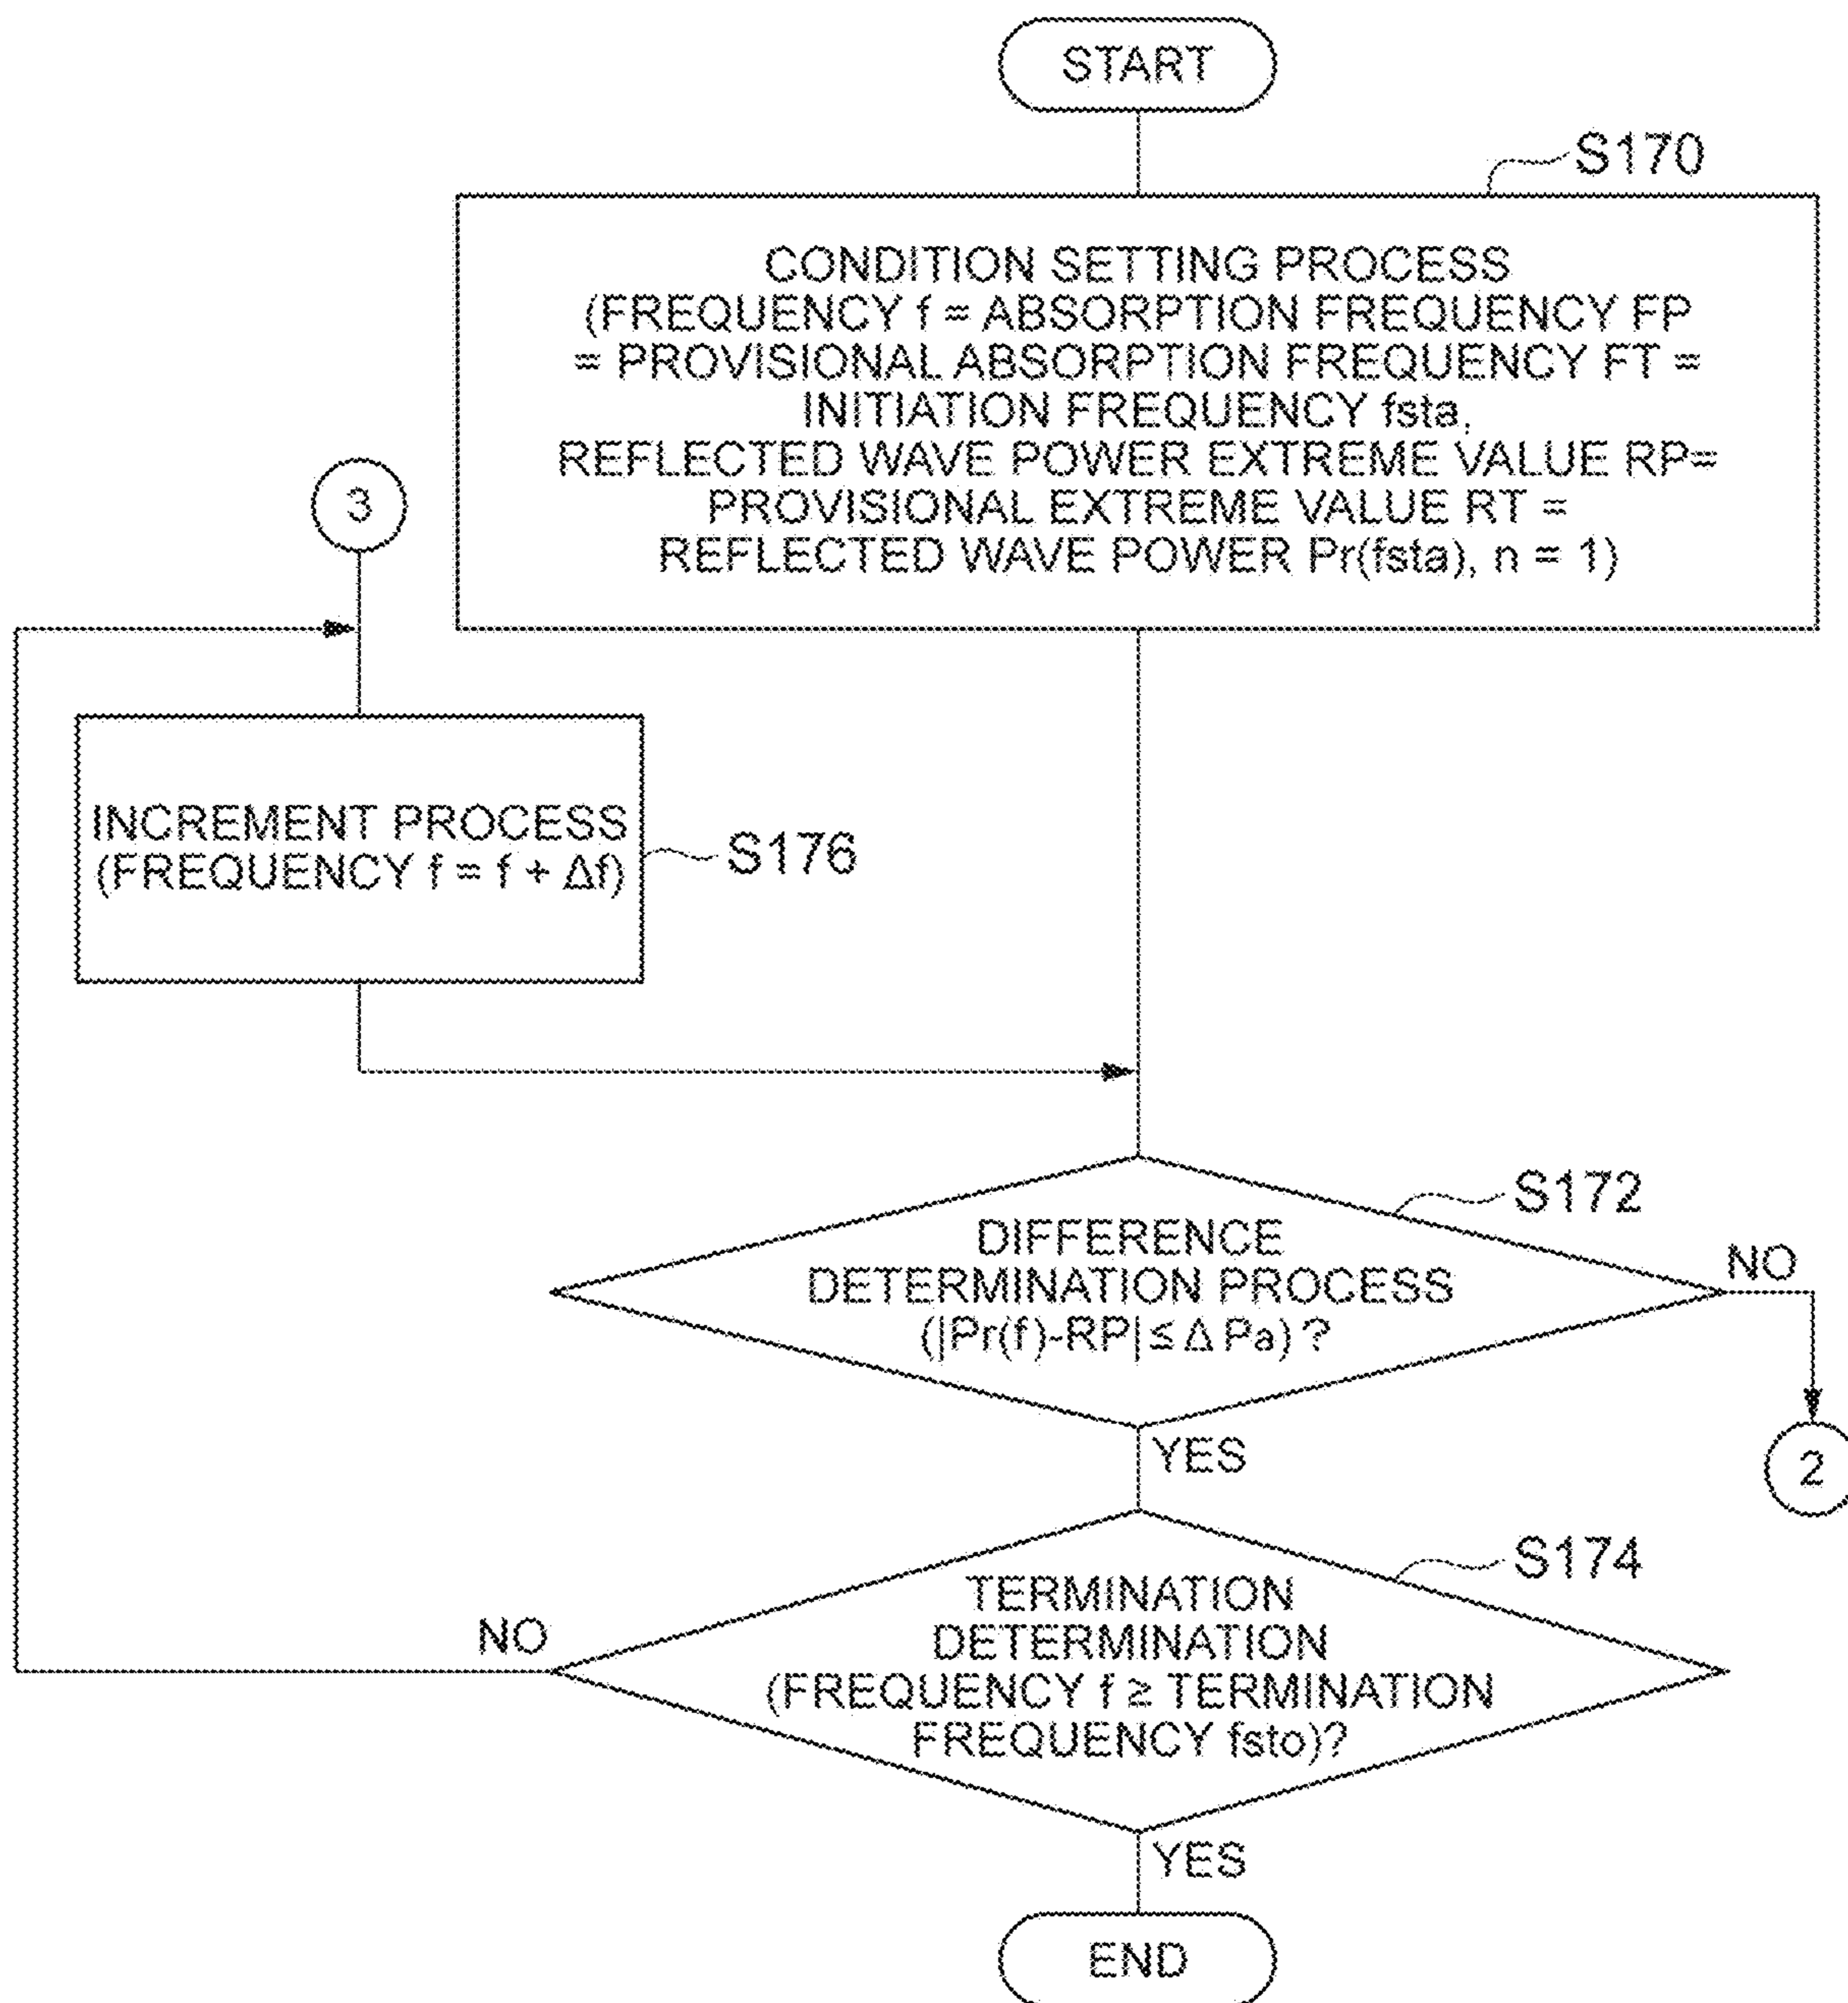 START
S170
CONDITION SETTING PROCESS
(FREQUENCY f = ABSORPTION FREQUENCY FP
= PROVISIONAL ABSORPTION FREQUENCY FT =
INITIATION FREQUENCY fsta,
REFLECTED WAVE POWER EXTREME VALUE RP=
PROVISIONAL EXTREME VALUE RT =
REFLECTED WAVE POWER Pr(fsta), n = 1)
3
INCREMENT PROCESS
(FREQUENCY f = f + Δf)
S176
S172
DIFFERENCE
DETERMINATION PROCESS
(|Pr(f)-RP| ≤ Δ Pa) ?
NO
2
YES
S174
TERMINATION
DETERMINATION
(FREQUENCY f ≥ TERMINATION
FREQUENCY fsto)?
NO
YES
END